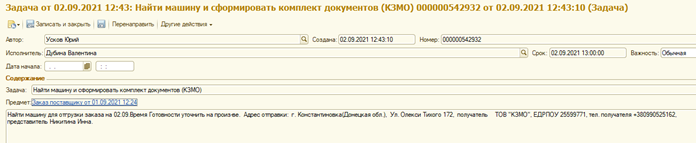 Задача от 02.09.2021 12:43: Найти машину и сформировать комплект документов (КЗМО) 000000542932 от 02.09.2021 12:43:10 (Задача)
Записать и закрыть Перенаправить Другие действия
Автор: Усков Юрий Создана: 02.09.2021 12:43:10 Номер: 000000542932
Исполнитель: Дубина Валентина Срок: 02.09.2021 13:00:00 Важность: Обычная
Дата начала: . . : :
Содержание
Задача: Найти машину и сформировать комплект документов (КЗМО)
Предмет: Заказ поставщику от 01.09.2021 12:24
Найти машину для отгрузки заказа на 02.09.Время Готовности уточнить на произ-ве. Адрес отправки: г. Константиновка(Донецкая обл.), Ул. Олекси Тихого 172, получатель ТОВ "КЗМО", ЕДРПОУ 25599771, тел. получателя +380990525162,
представитель Никитина Инна.